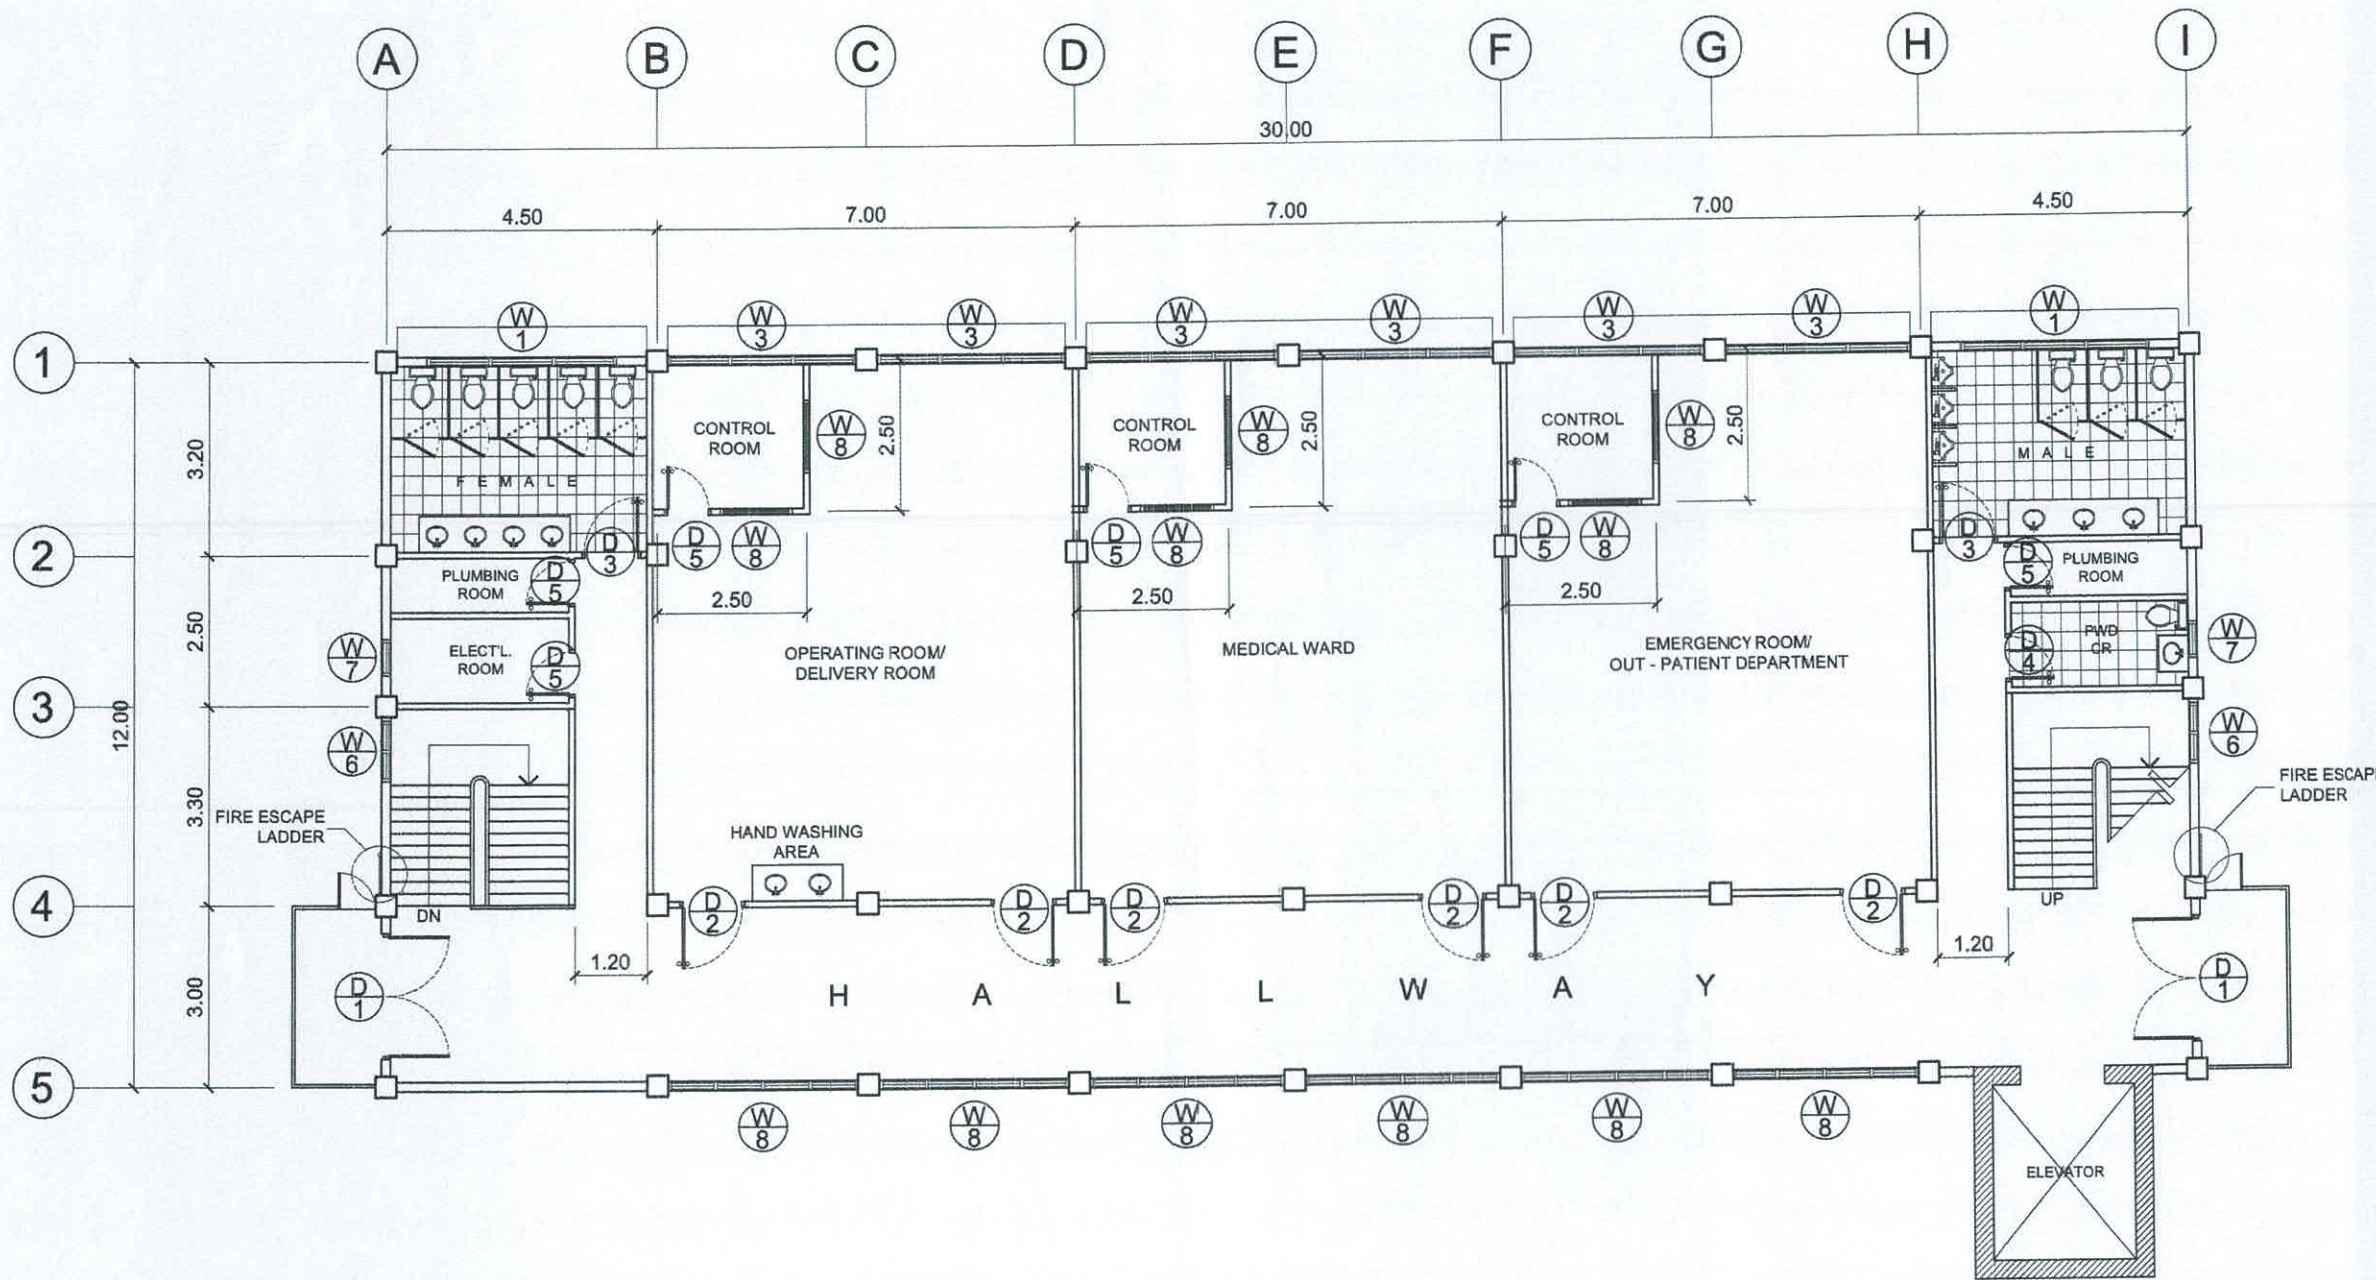 A
B
C
D
E
F
G
H
I
30.00
4.50
7.00
7.00
7.00
4.50
W
1
W
3
W
3
W
3
W
3
W
3
W
3
W
1
1
2
3
4
5
12.00
3.20
2.50
3.30
3.00
FEMALE
CONTROL
ROOM
W
8
2.50
CONTROL
ROOM
W
8
2.50
CONTROL
ROOM
W
8
2.50
MALE
D
3
D
5
W
8
D
5
W
8
D
5
W
8
D
3
PLUMBING
ROOM
D
5
2.50
2.50
2.50
D
5
PLUMBING
ROOM
W
7
ELECT'L.
ROOM
D
5
OPERATING ROOM/
DELIVERY ROOM
MEDICAL WARD
EMERGENCY ROOM/
OUT - PATIENT DEPARTMENT
D
4
PWD
CR
W
7
W
6
W
6
FIRE ESCAPE
LADDER
HAND WASHING
AREA
FIRE ESCAPE
LADDER
DN
D
2
D
2
D
2
D
2
D
2
D
2
UP
1.20
1.20
D
1
HALLWAY
D
1
W
8
W
8
W
8
W
8
W
8
W
8
ELEVATOR